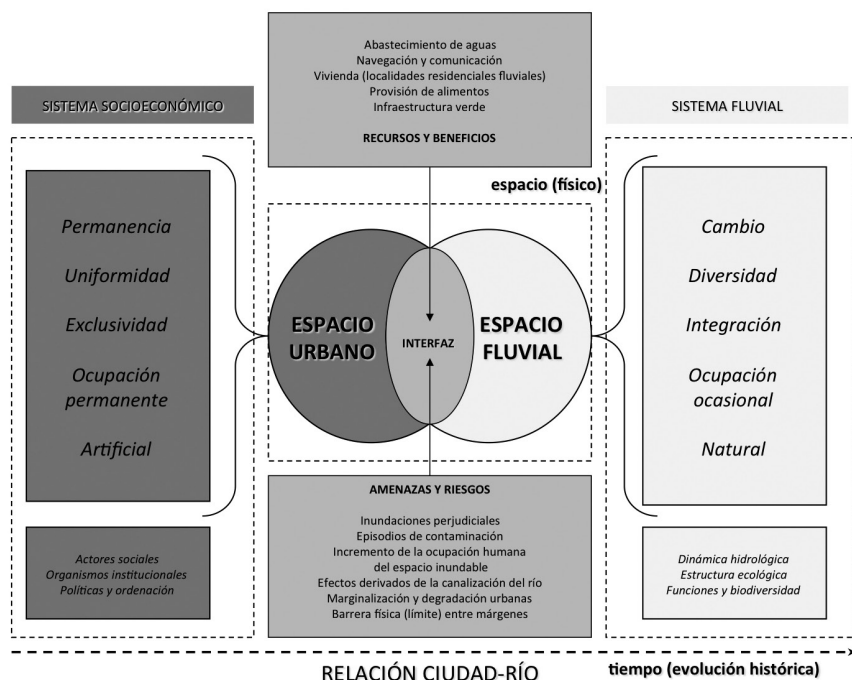 Abastecimiento de aguas
Navegación y comunicación
Vivienda (localidades residenciales fluviales)
Provisión de alimentos
Infraestructura verde
RECURSOS Y BENEFICIOS
SISTEMA SOCIOECONÓMICO
Permanencia
Uniformidad
Exclusividad
Ocupación
permanente
Artificial
Actores sociales
Organismos institucionales
Políticas y ordenación
espacio (físico)
ESPACIO
URBANO
INTERFAZ
ESPACIO
FLUVIAL
AMENAZAS Y RIESGOS
Inundaciones perjudiciales
Episodios de contaminación
Incremento de la ocupación humana
del espacio inundable
Efectos derivados de la canalización del río
Marginalización y degradación urbanas
Barrera física (límite) entre márgenes
SISTEMA FLUVIAL
Cambio
Diversidad
Integración
Ocupación
ocasional
Natural
Dinámica hidrológica
Estructura ecológica
Funciones y biodiversidad
RELACIÓN CIUDAD-RÍO
tiempo (evolución histórica)